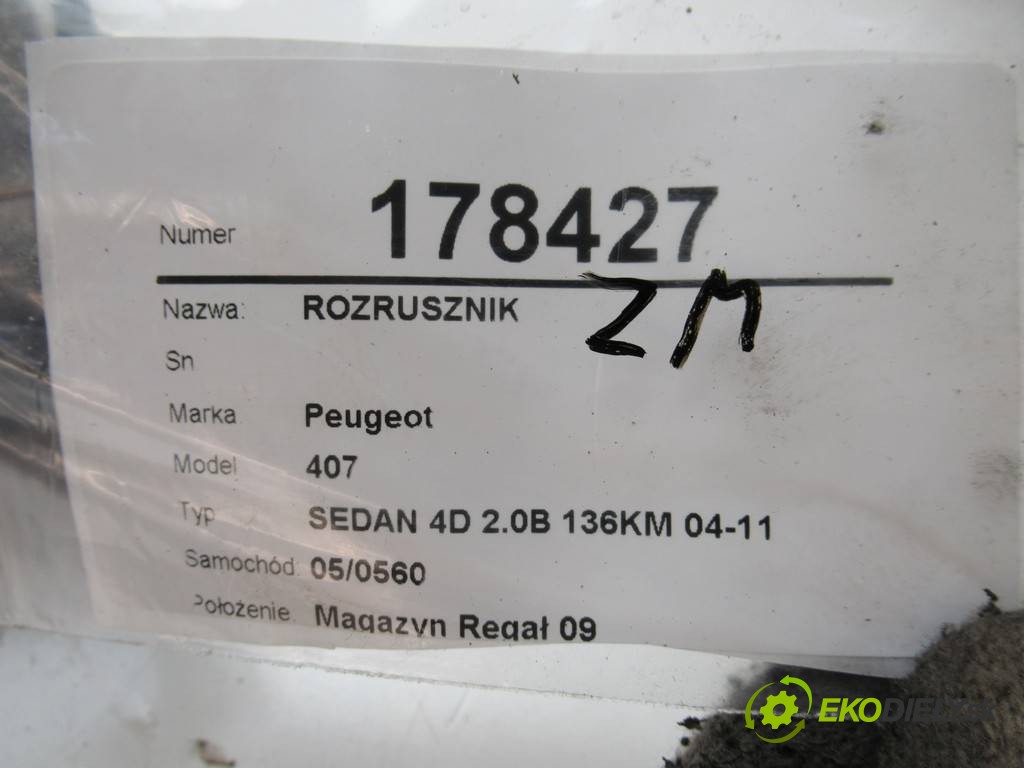 Numer 178427
Nazwa: ROZRUSZNIK ZM
Sn
Marka Peugeot
Model 407
Typ SEDAN 4D 2.0B 136KM 04-11
Samochód: 05/0560
Położenie: Magazyn Regał 09